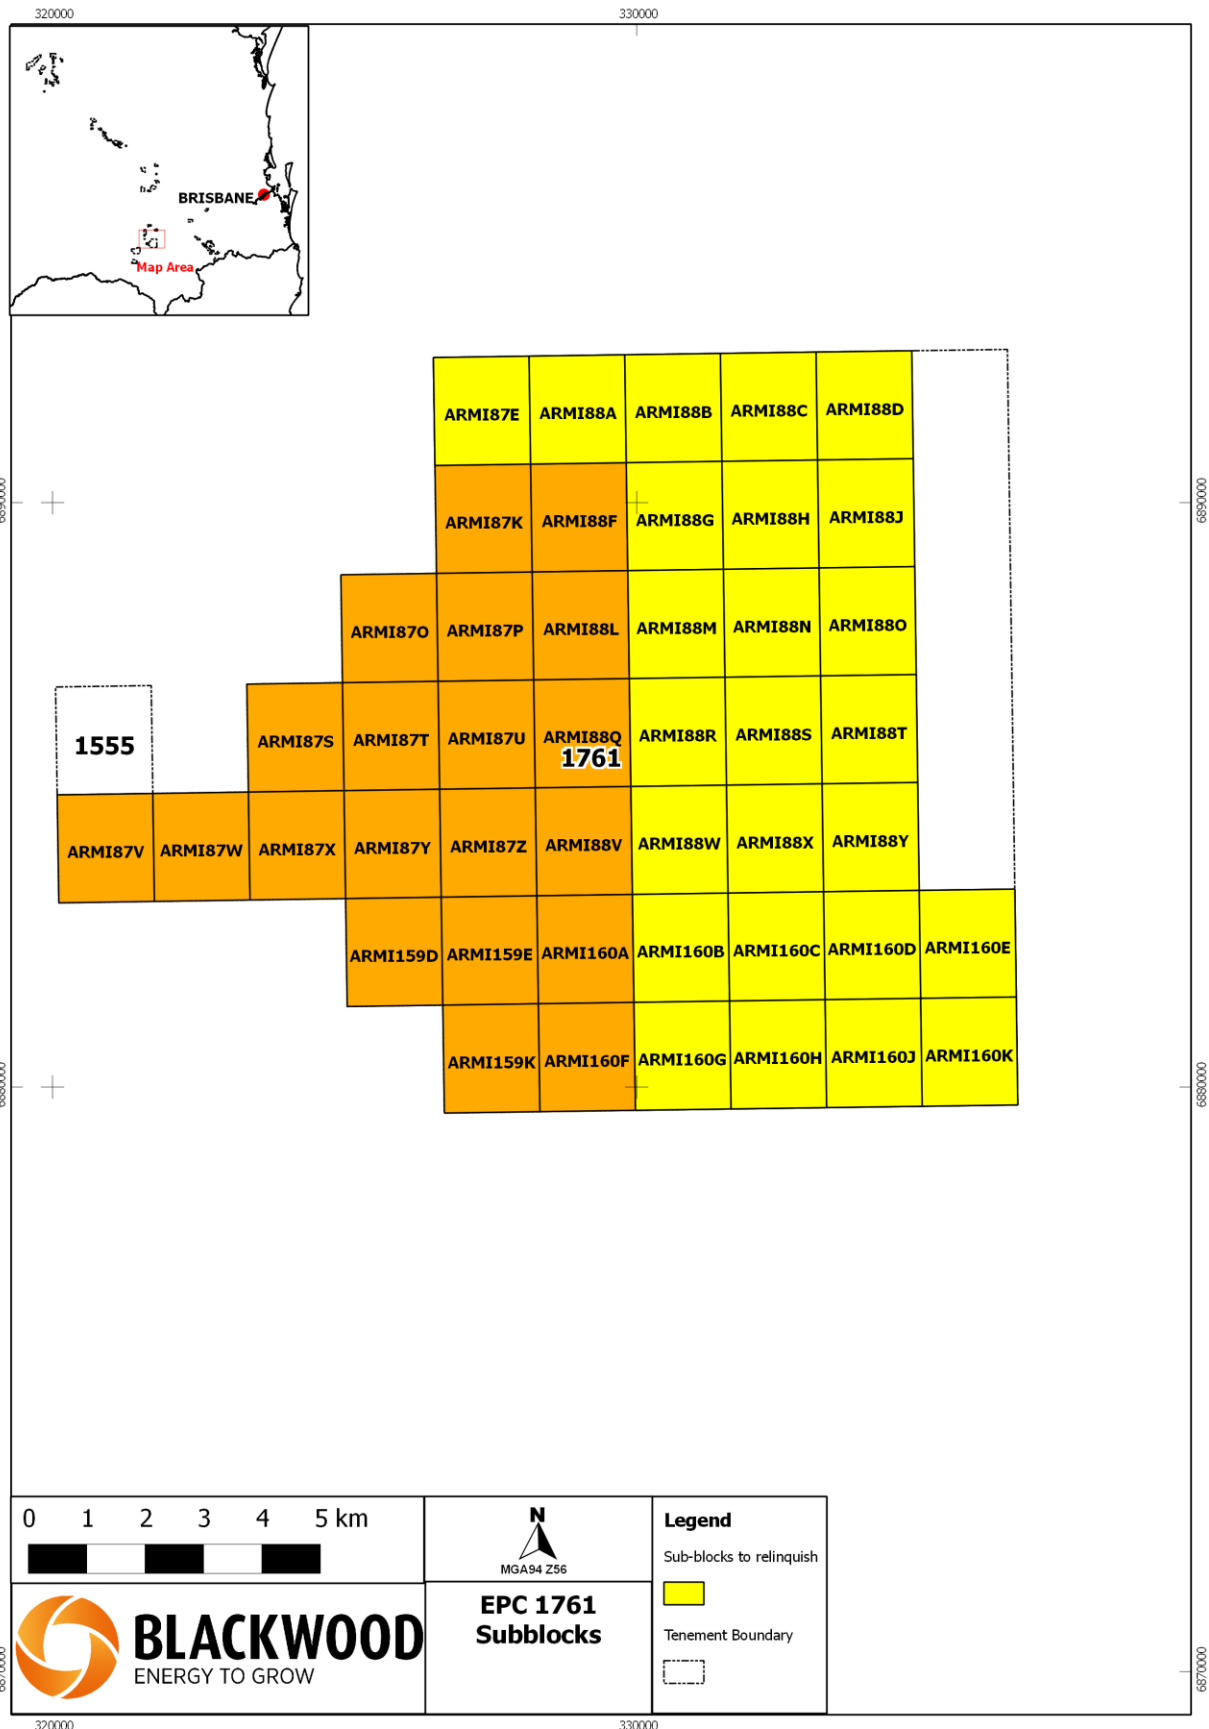 320000
330000
BRISBANE
Map Area
ARMI87E
ARMI88A
ARMI88B
ARMI88C
ARMI88D
6890000
6890000
ARMI87K
ARMI88F
ARMI88G
ARMI88H
ARMI88J
ARMI87O
ARMI87P
ARMI88L
ARMI88M
ARMI88N
ARMI88O
1555
ARMI87S
ARMI87T
ARMI87U
ARMI88Q
ARMI88R
ARMI88S
ARMI88T
1761
ARMI87V
ARMI87W
ARMI87X
ARMI87Y
ARMI87Z
ARMI88V
ARMI88W
ARMI88X
ARMI88Y
ARMI159D
ARMI159E
ARMI160A
ARMI160B
ARMI160C
ARMI160D
ARMI160E
ARMI159K
ARMI160F
ARMI160G
ARMI160H
ARMI160J
ARMI160K
6880000
6880000
0 1 2 3 4 5 km
N
MGA94 Z56
Legend
Sub-blocks to relinquish
Tenement Boundary
EPC 1761
Subblocks
BLACKWOOD
ENERGY TO GROW
6870000
6870000
320000
330000